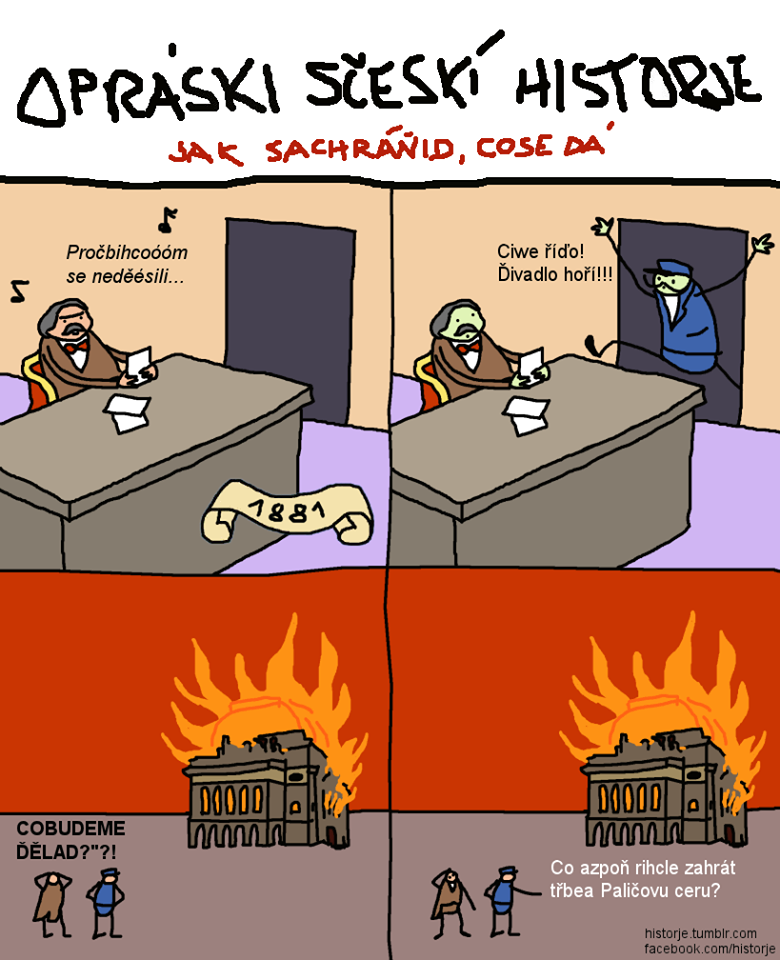 OPRÁSKI SČESKÍ HISTORJE
JAK SACHRÁŇID, COSE DÁ
Pročbihcoóóm
se neděésili...
1881
Ciwe říďo!
Ďivadlo hoří!!!
COBUDEME
ĎĚLAD?"?!
Co azpoň rihcle zahrát
třbea Paličovu ceru?
historje.tumblr.com
facebook.com/historje